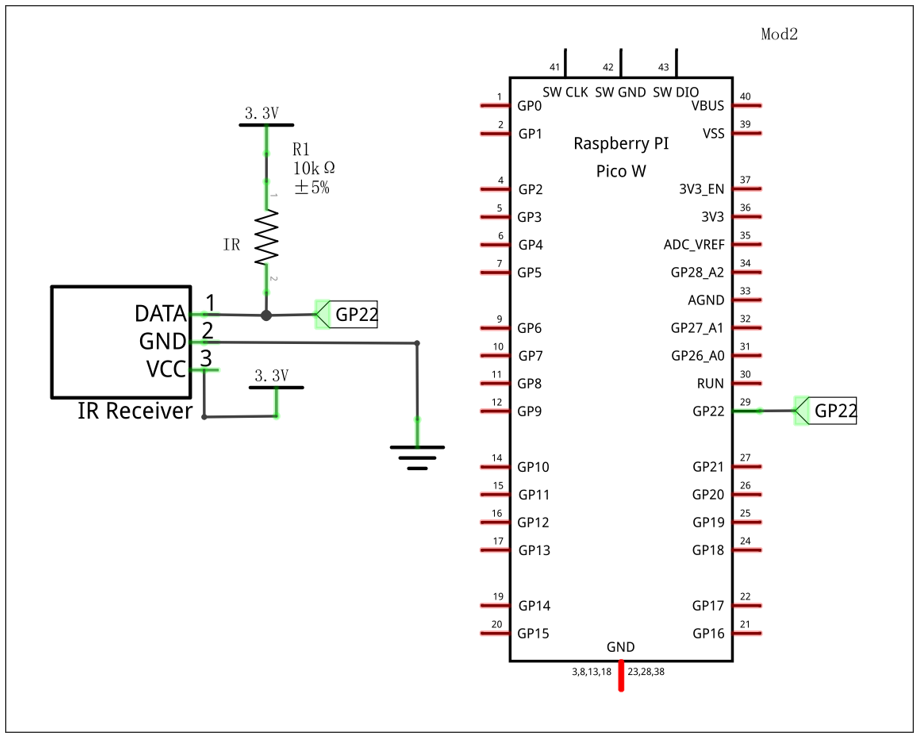 Mod2
3.3V
R1
10kΩ
±5%
1
IR
2
DATA 1
GND 2
VCC 3
IR Receiver
GP22
3.3V
41 42 43
SW CLK SW GND SW DIO
Raspberry PI
Pico W
1 GP0
2 GP1
4 GP2
5 GP3
6 GP4
7 GP5
9 GP6
10 GP7
11 GP8
12 GP9
14 GP10
15 GP11
16 GP12
17 GP13
19 GP14
20 GP15
VBUS 40
VSS 39
3V3_EN 37
3V3 36
ADC_VREF 35
GP28_A2 34
AGND 33
GP27_A1 32
GP26_A0 31
RUN 30
GP22 29 GP22
GP21 27
GP20 26
GP19 25
GP18 24
GP17 22
GP16 21
GND
3,8,13,18 23,28,38